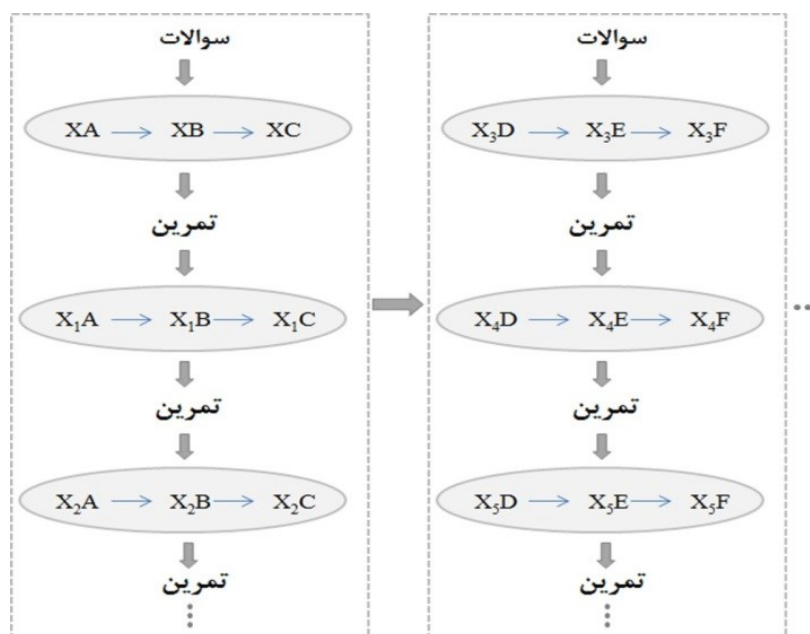 سوالات
XA → XB → XC
تمرین
X₁A → X₁B → X₁C
تمرین
X₂A → X₂B → X₂C
تمرین
⋮
سوالات
X₃D → X₃E → X₃F
تمرین
X₄D → X₄E → X₄F
تمرین
X₅D → X₅E → X₅F
تمرین
⋮